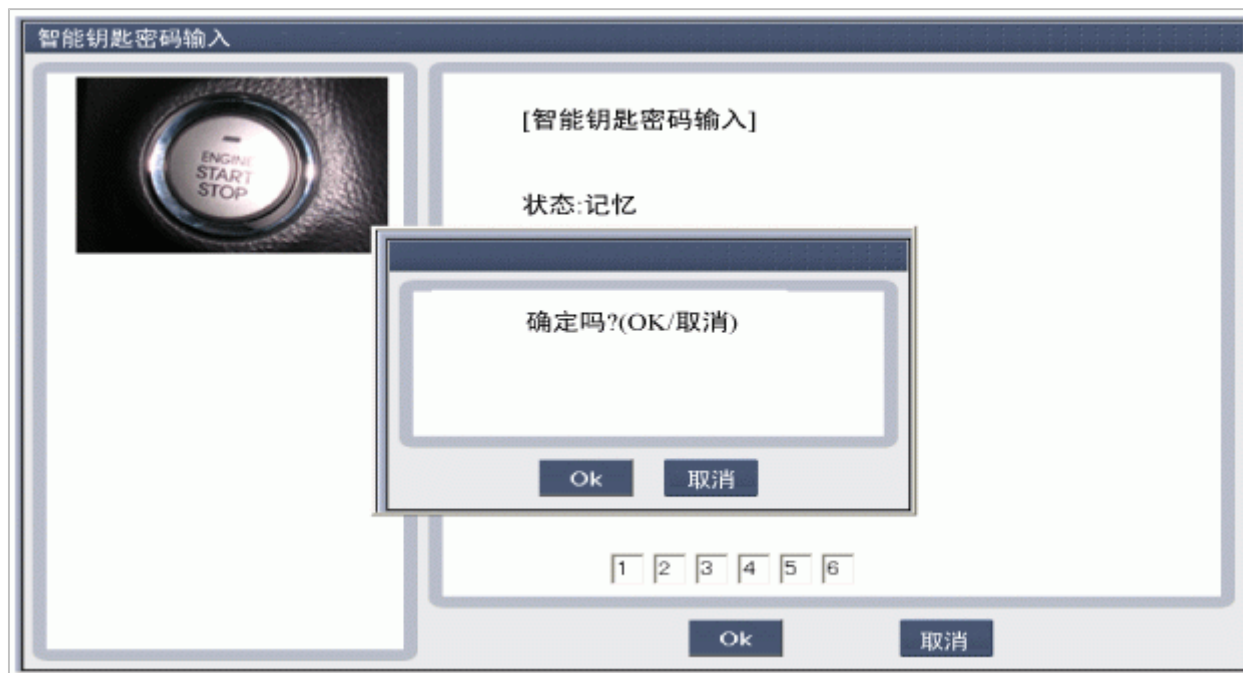 智能钥匙密码输入
ENGINE
START
STOP
[智能钥匙密码输入]
状态:记忆
确定吗?(OK/取消)
Ok
取消
1 2 3 4 5 6
Ok
取消